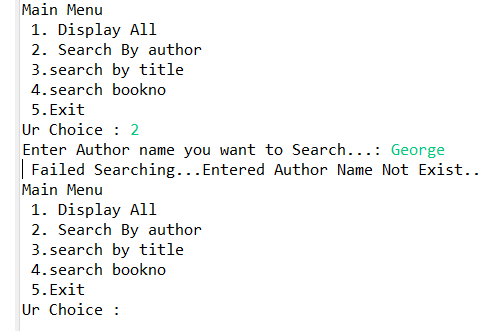 Main Menu
 1. Display All
 2. Search By author
 3.search by title
 4.search bookno
 5.Exit
Ur Choice : 2
Enter Author name you want to Search...: George
 Failed Searching...Entered Author Name Not Exist..
Main Menu
 1. Display All
 2. Search By author
 3.search by title
 4.search bookno
 5.Exit
Ur Choice :